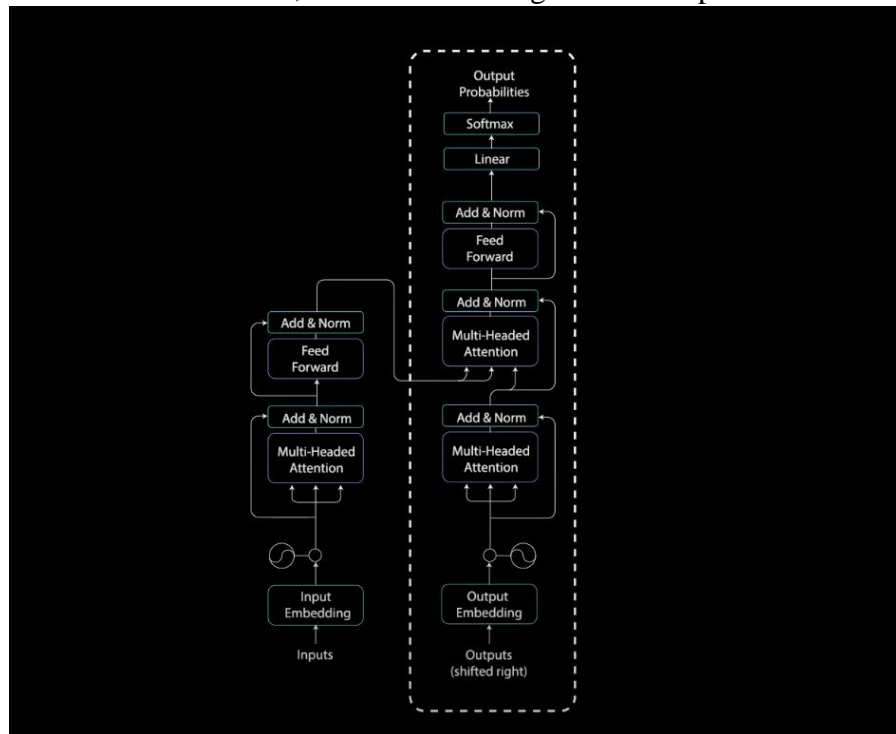 Output
Probabilities
Softmax
Linear
Add & Norm
Feed
Forward
Add & Norm
Multi-Headed
Attention
Add & Norm
Multi-Headed
Attention
Output
Embedding
Outputs
(shifted right)
Add & Norm
Feed
Forward
Add & Norm
Multi-Headed
Attention
Input
Embedding
Inputs